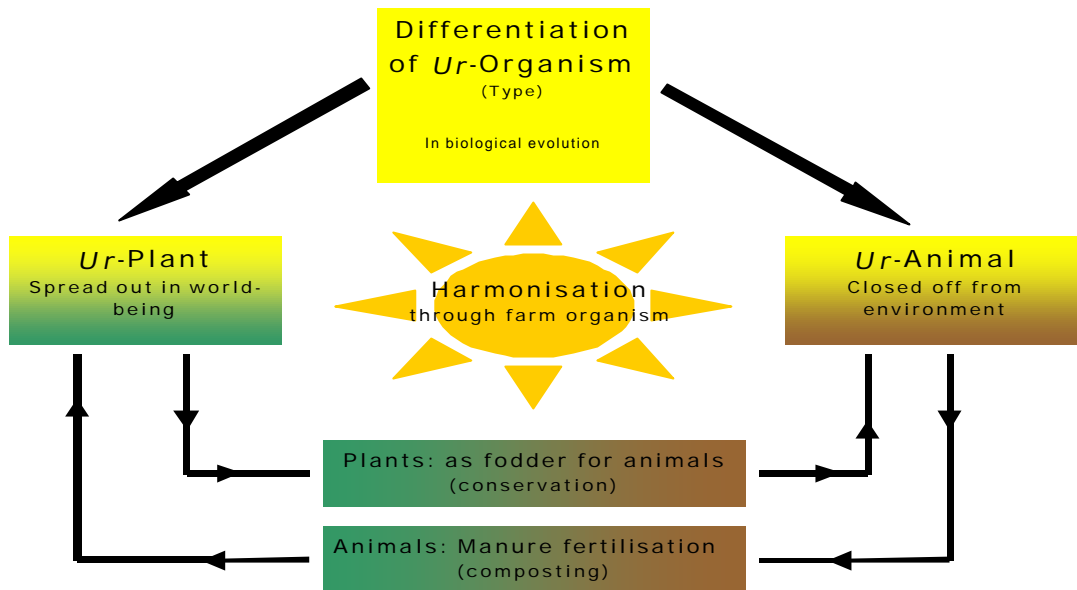 Differentiation
of Ur-Organism
(Type)
In biological evolution
Ur-Plant
Spread out in world-
being
Harmonisation
through farm organism
Ur-Animal
Closed off from
environment
Plants: as fodder for animals
(conservation)
Animals: Manure fertilisation
(composting)